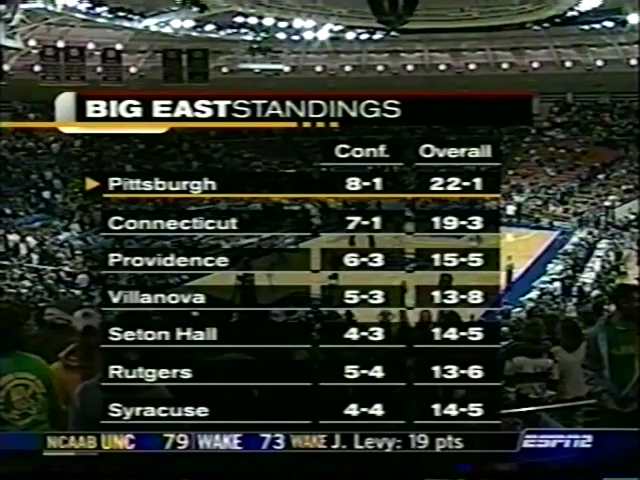 BIG EAST STANDINGS
Conf. Overall
Pittsburgh 8-1 22-1
Connecticut 7-1 19-3
Providence 6-3 15-5
Villanova 5-3 13-8
Seton Hall 4-3 14-5
Rutgers 5-4 13-6
Syracuse 4-4 14-5
NCAAB UNC 79 WAKE 73 WAKE J. Levy: 19 pts ESPN2